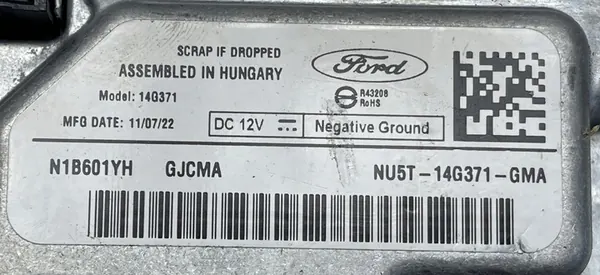 SCRAP IF DROPPED
ASSEMBLED IN HUNGARY
Ford
Model: 14G371
R43208
RoHS
MFG DATE: 11/07/22
DC 12V
Negative Ground
N1B601YH GJCMA NU5T-14G371-GMA